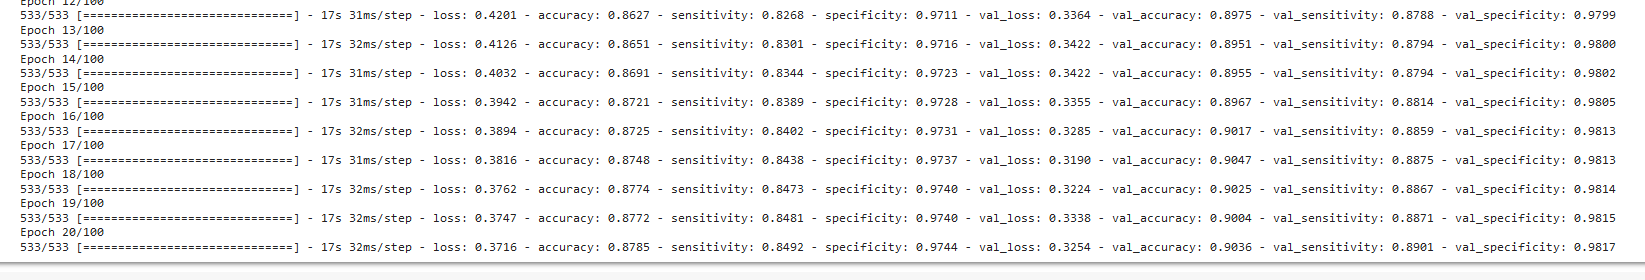 Epoch 12/100
533/533 [==============================] - 17s 31ms/step - loss: 0.4201 - accuracy: 0.8627 - sensitivity: 0.8268 - specificity: 0.9711 - val_loss: 0.3364 - val_accuracy: 0.8975 - val_sensitivity: 0.8788 - val_specificity: 0.9799
Epoch 13/100
533/533 [==============================] - 17s 32ms/step - loss: 0.4126 - accuracy: 0.8651 - sensitivity: 0.8301 - specificity: 0.9716 - val_loss: 0.3422 - val_accuracy: 0.8951 - val_sensitivity: 0.8794 - val_specificity: 0.9800
Epoch 14/100
533/533 [==============================] - 17s 31ms/step - loss: 0.4032 - accuracy: 0.8691 - sensitivity: 0.8344 - specificity: 0.9723 - val_loss: 0.3422 - val_accuracy: 0.8955 - val_sensitivity: 0.8794 - val_specificity: 0.9802
Epoch 15/100
533/533 [==============================] - 17s 31ms/step - loss: 0.3942 - accuracy: 0.8721 - sensitivity: 0.8389 - specificity: 0.9728 - val_loss: 0.3355 - val_accuracy: 0.8967 - val_sensitivity: 0.8814 - val_specificity: 0.9805
Epoch 16/100
533/533 [==============================] - 17s 32ms/step - loss: 0.3894 - accuracy: 0.8725 - sensitivity: 0.8402 - specificity: 0.9731 - val_loss: 0.3285 - val_accuracy: 0.9017 - val_sensitivity: 0.8859 - val_specificity: 0.9813
Epoch 17/100
533/533 [==============================] - 17s 31ms/step - loss: 0.3816 - accuracy: 0.8748 - sensitivity: 0.8438 - specificity: 0.9737 - val_loss: 0.3190 - val_accuracy: 0.9047 - val_sensitivity: 0.8875 - val_specificity: 0.9813
Epoch 18/100
533/533 [==============================] - 17s 32ms/step - loss: 0.3762 - accuracy: 0.8774 - sensitivity: 0.8473 - specificity: 0.9740 - val_loss: 0.3224 - val_accuracy: 0.9025 - val_sensitivity: 0.8867 - val_specificity: 0.9814
Epoch 19/100
533/533 [==============================] - 17s 32ms/step - loss: 0.3747 - accuracy: 0.8772 - sensitivity: 0.8481 - specificity: 0.9740 - val_loss: 0.3338 - val_accuracy: 0.9004 - val_sensitivity: 0.8871 - val_specificity: 0.9815
Epoch 20/100
533/533 [==============================] - 17s 32ms/step - loss: 0.3716 - accuracy: 0.8785 - sensitivity: 0.8492 - specificity: 0.9744 - val_loss: 0.3254 - val_accuracy: 0.9036 - val_sensitivity: 0.8901 - val_specificity: 0.9817